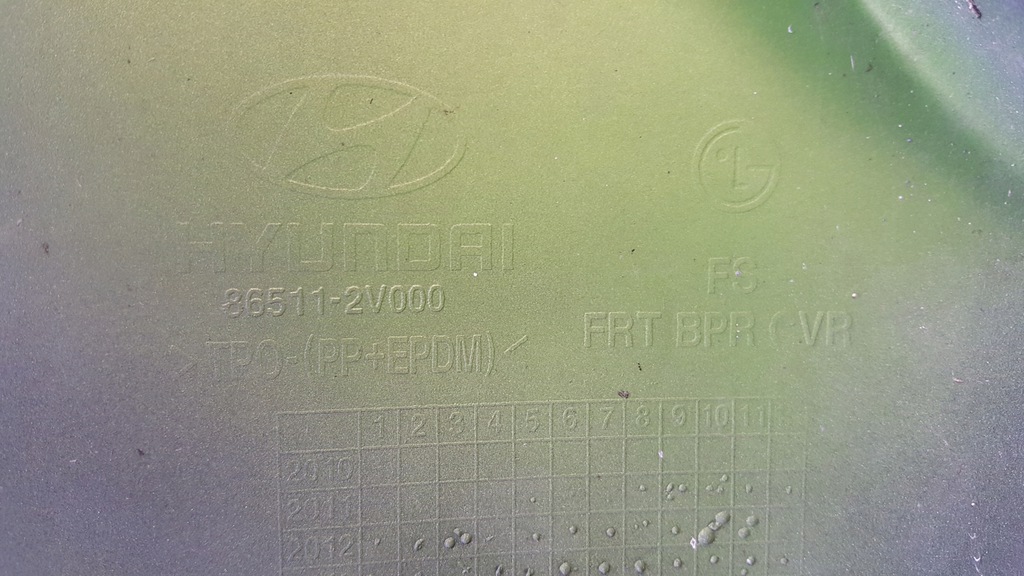 HYUNDAI
86511-2V000
>TPO-(PP+EPDM)<
LG
FS
FRT BPR CVR
1 2 3 4 5 6 7 8 9 10 11
2010
2011
2012